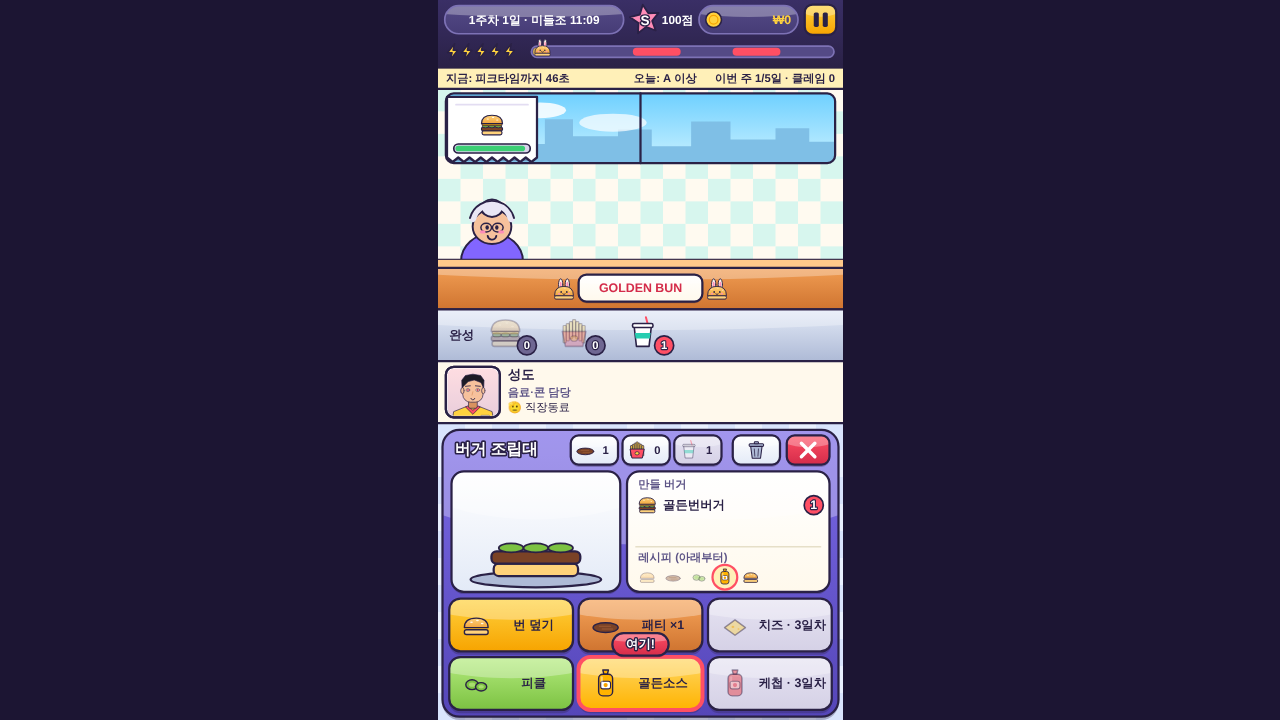 1주차 1일 · 미들조 11:09
S 100점
₩0
지금: 피크타임까지 46초
오늘: A 이상
이번 주 1/5일 · 클레임 0
GOLDEN BUN
완성
0
0
1
성도
음료·콘 담당
직장동료
버거 조립대
1
0
1
만들 버거
골든번버거
1
레시피 (아래부터)
번 덮기
패티 ×1
치즈 · 3일차
여기!
피클
골든소스
케첩 · 3일차